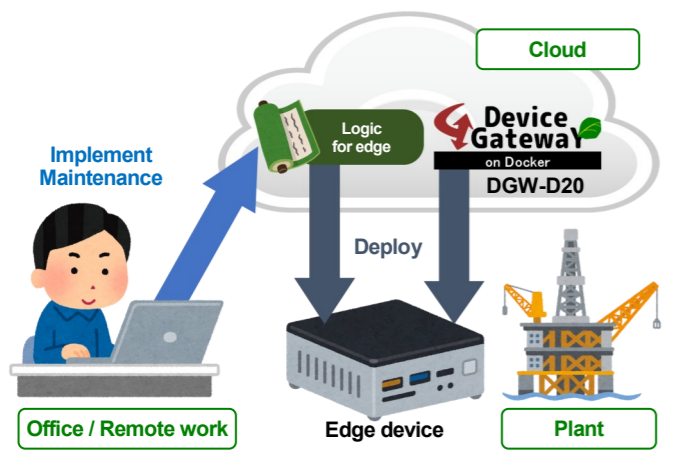 Cloud
Logic
for edge
Device
GatewaY
on Docker
DGW-D20
Implement
Maintenance
Deploy
Office / Remote work
Edge device
Plant